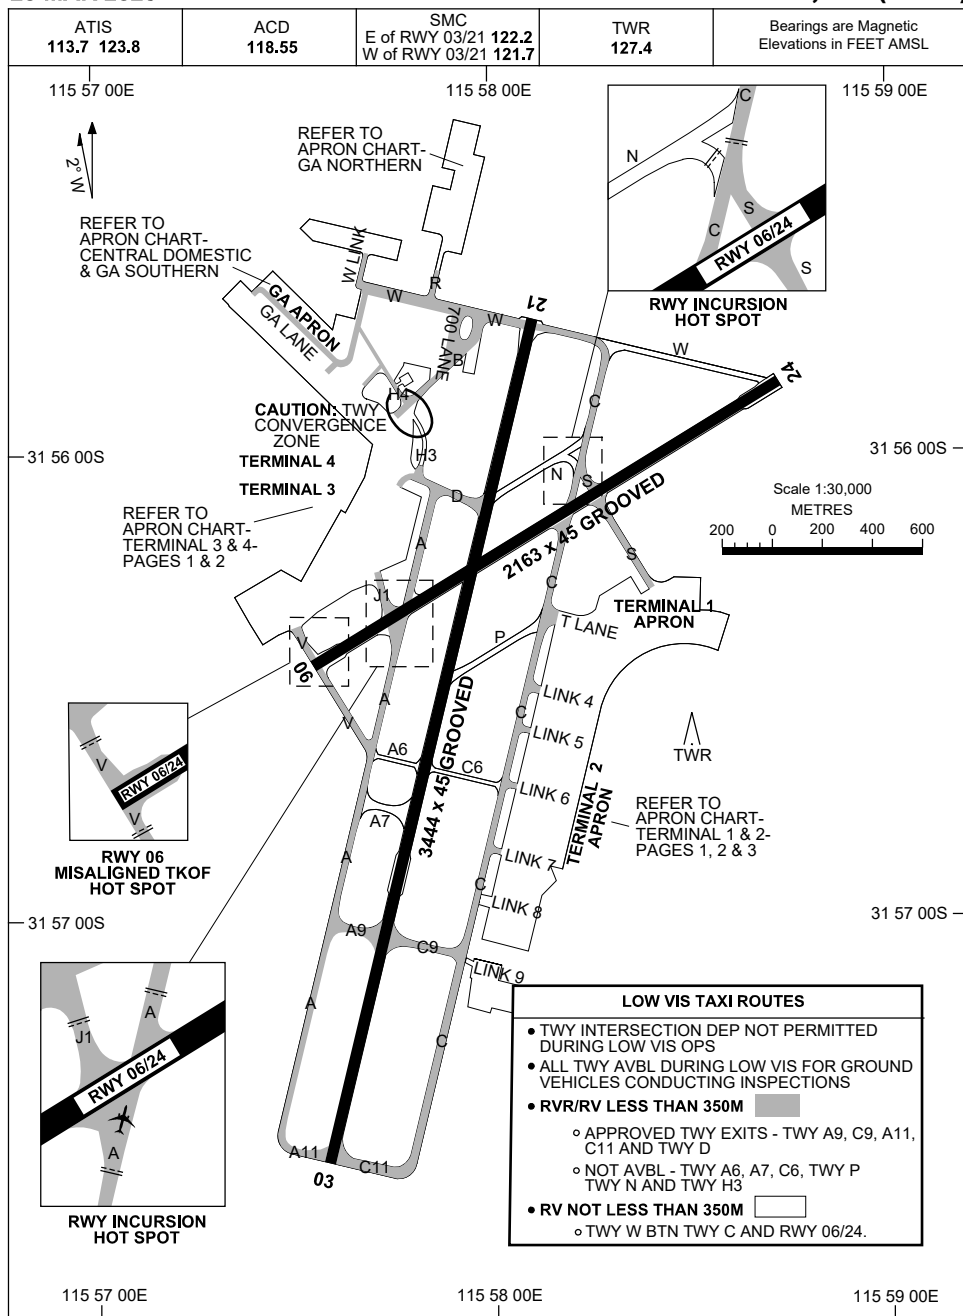 ATIS
113.7 123.8
ACD
118.55
SMC
E of RWY 03/21 122.2
W of RWY 03/21 121.7
TWR
127.4
Bearings are Magnetic
Elevations in FEET AMSL
115 57 00E
115 58 00E
115 59 00E
2° W
REFER TO
APRON CHART-
GA NORTHERN
REFER TO
APRON CHART-
CENTRAL DOMESTIC
& GA SOUTHERN
C
N
S
C
RWY 06/24
S
RWY INCURSION
HOT SPOT
W LINK
R
W
GA APRON
GA LANE
700 LANE
W
21
B
W
24
H4
C
CAUTION: TWY
CONVERGENCE
ZONE
H3
31 56 00S
31 56 00S
TERMINAL 4
TERMINAL 3
N
S
D
REFER TO
APRON CHART-
TERMINAL 3 & 4-
PAGES 1 & 2
Scale 1:30,000
METRES
200 0 200 400 600
2163 x 45 GROOVED
A
S
C
J1
TERMINAL 1
APRON
T LANE
V
P
06
A
LINK 4
V
C
LINK 5
TWR
3444 x 45 GROOVED
A6
C6
LINK 6
V
RWY 06/24
V
RWY 06
MISALIGNED TKOF
HOT SPOT
TERMINAL 2
APRON
REFER TO
APRON CHART-
TERMINAL 1 & 2-
PAGES 1, 2 & 3
A7
A
LINK 7
C
LINK 8
31 57 00S
31 57 00S
A9
C9
LINK 9
A
C
A
J1
RWY 06/24
A
RWY INCURSION
HOT SPOT
A11
C11
03
LOW VIS TAXI ROUTES
• TWY INTERSECTION DEP NOT PERMITTED
DURING LOW VIS OPS
• ALL TWY AVBL DURING LOW VIS FOR GROUND
VEHICLES CONDUCTING INSPECTIONS
• RVR/RV LESS THAN 350M
o APPROVED TWY EXITS - TWY A9, C9, A11,
C11 AND TWY D
o NOT AVBL - TWY A6, A7, C6, TWY P
TWY N AND TWY H3
• RV NOT LESS THAN 350M
o TWY W BTN TWY C AND RWY 06/24.
115 57 00E
115 58 00E
115 59 00E